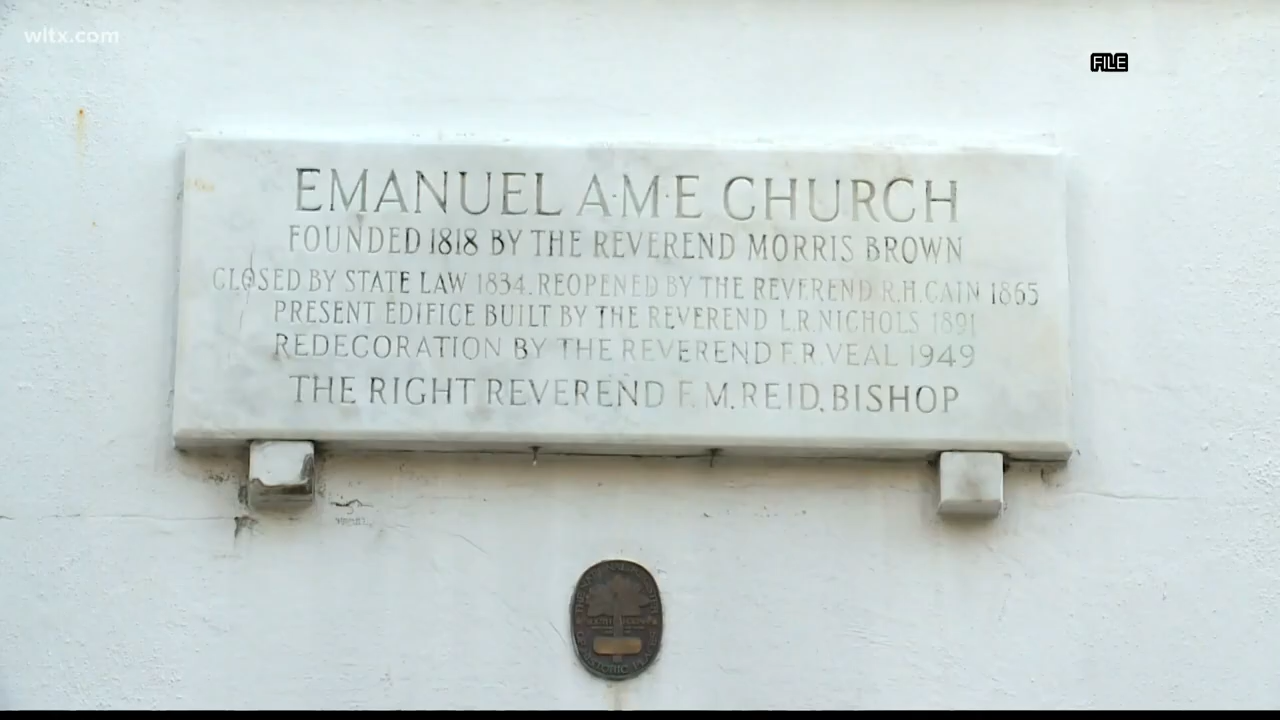 wltx.com
FILE
EMANUEL A·M·E CHURCH
FOUNDED 1818 BY THE REVEREND MORRIS BROWN
CLOSED BY STATE LAW 1834. REOPENED BY THE REVEREND R.H. CAIN 1865
PRESENT EDIFICE BUILT BY THE REVEREND L.R. NICHOLS 1891
REDECORATION BY THE REVEREND F.R. VEAL 1949
THE RIGHT REVEREND F.M. REID, BISHOP